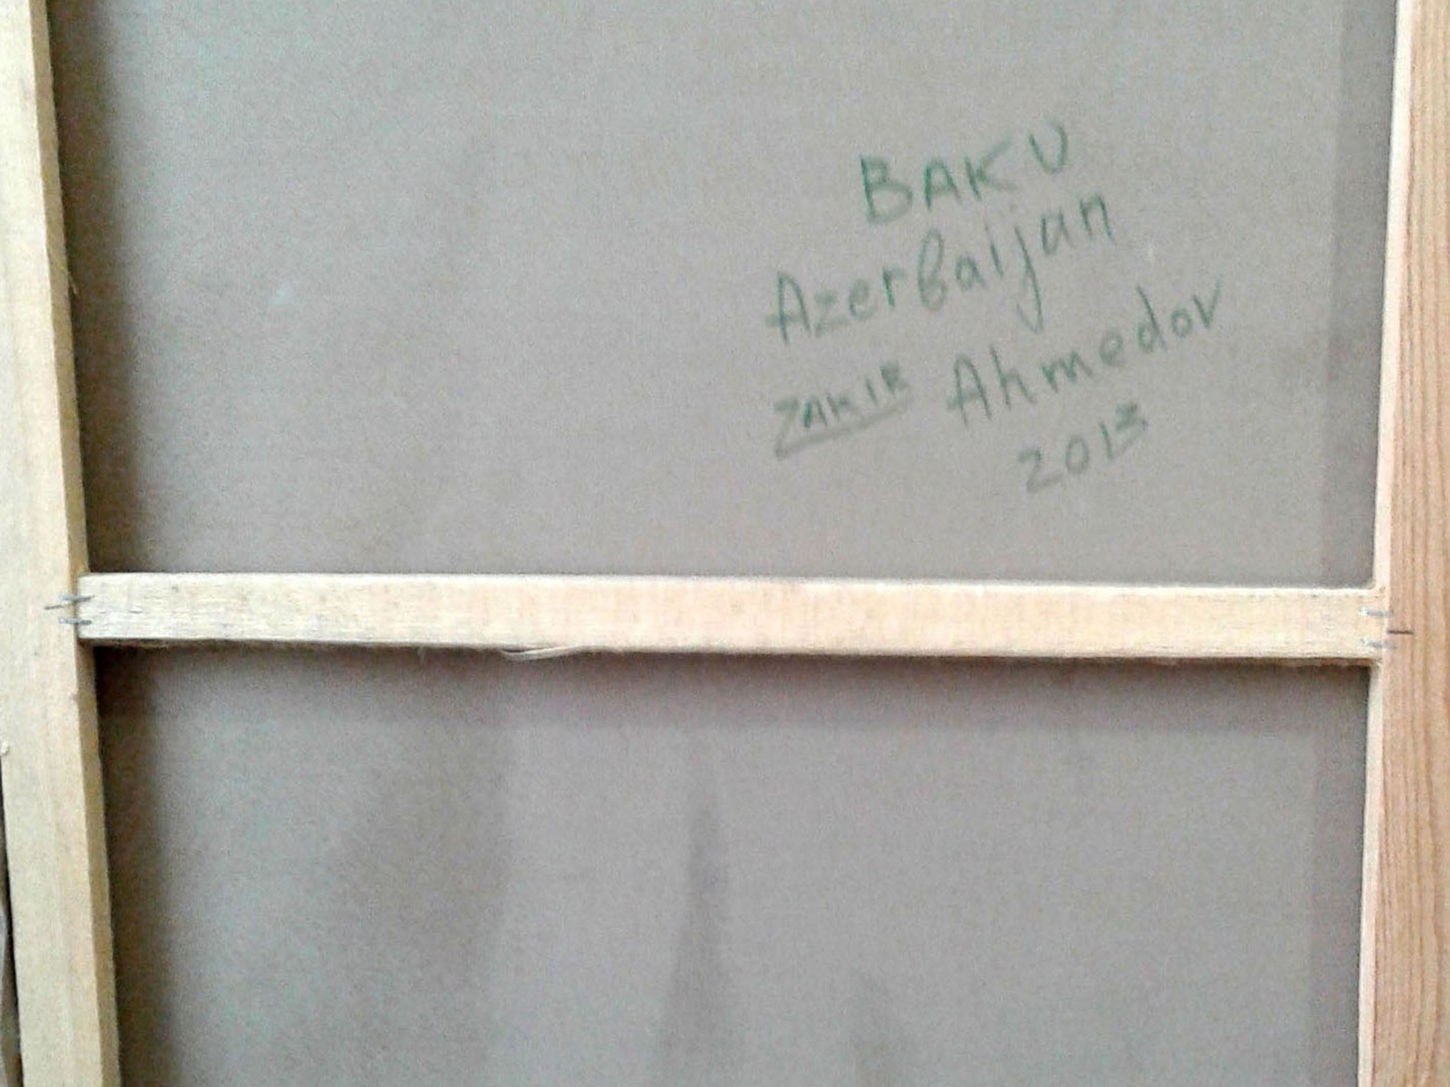 BAKU
Azerbaijan
ZAKIR Ahmedov
2013